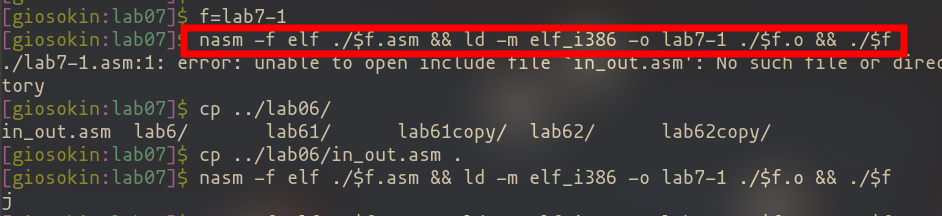 [giosokin:lab07]$ f=lab7-1
[giosokin:lab07]$ nasm -f elf ./$f.asm && ld -m elf_i386 -o lab7-1 ./$f.o && ./$f
./lab7-1.asm:1: error: unable to open include file `in_out.asm': No such file or direc
tory
[giosokin:lab07]$ cp ../lab06/
in_out.asm lab6/ lab61/ lab61copy/ lab62/ lab62copy/
[giosokin:lab07]$ cp ../lab06/in_out.asm .
[giosokin:lab07]$ nasm -f elf ./$f.asm && ld -m elf_i386 -o lab7-1 ./$f.o && ./$f
j